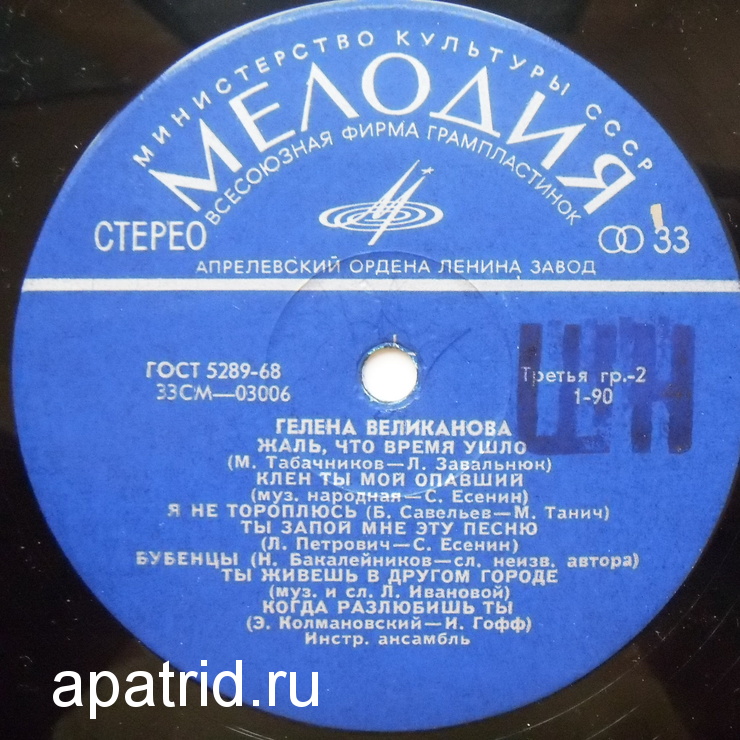 МИНИСТЕРСТВО КУЛЬТУРЫ СССР
МЕЛОДИЯ
ВСЕСОЮЗНАЯ ФИРМА ГРАМПЛАСТИНОК
СТЕРЕО
33
АПРЕЛЕВСКИЙ ОРДЕНА ЛЕНИНА ЗАВОД
ГОСТ 5289-68
33СМ—03006
Третья гр.-2
1-90
ШН
ГЕЛЕНА ВЕЛИКАНОВА
ЖАЛЬ, ЧТО ВРЕМЯ УШЛО
(М. Табачников—Л. Завальнюк)
КЛЕН ТЫ МОЙ ОПАВШИЙ
(муз. народная—С. Есенин)
Я НЕ ТОРОПЛЮСЬ (Б. Савельев—М. Танич)
ТЫ ЗАПОЙ МНЕ ЭТУ ПЕСНЮ
(Л. Петрович—С. Есенин)
БУБЕНЦЫ (Н. Бакалейников—сл. неизв. автора)
ТЫ ЖИВЕШЬ В ДРУГОМ ГОРОДЕ
(муз. и сл. Л. Ивановой)
КОГДА РАЗЛЮБИШЬ ТЫ
(Э. Колмановский—И. Гофф)
Инстр. ансамбль
apatrid.ru